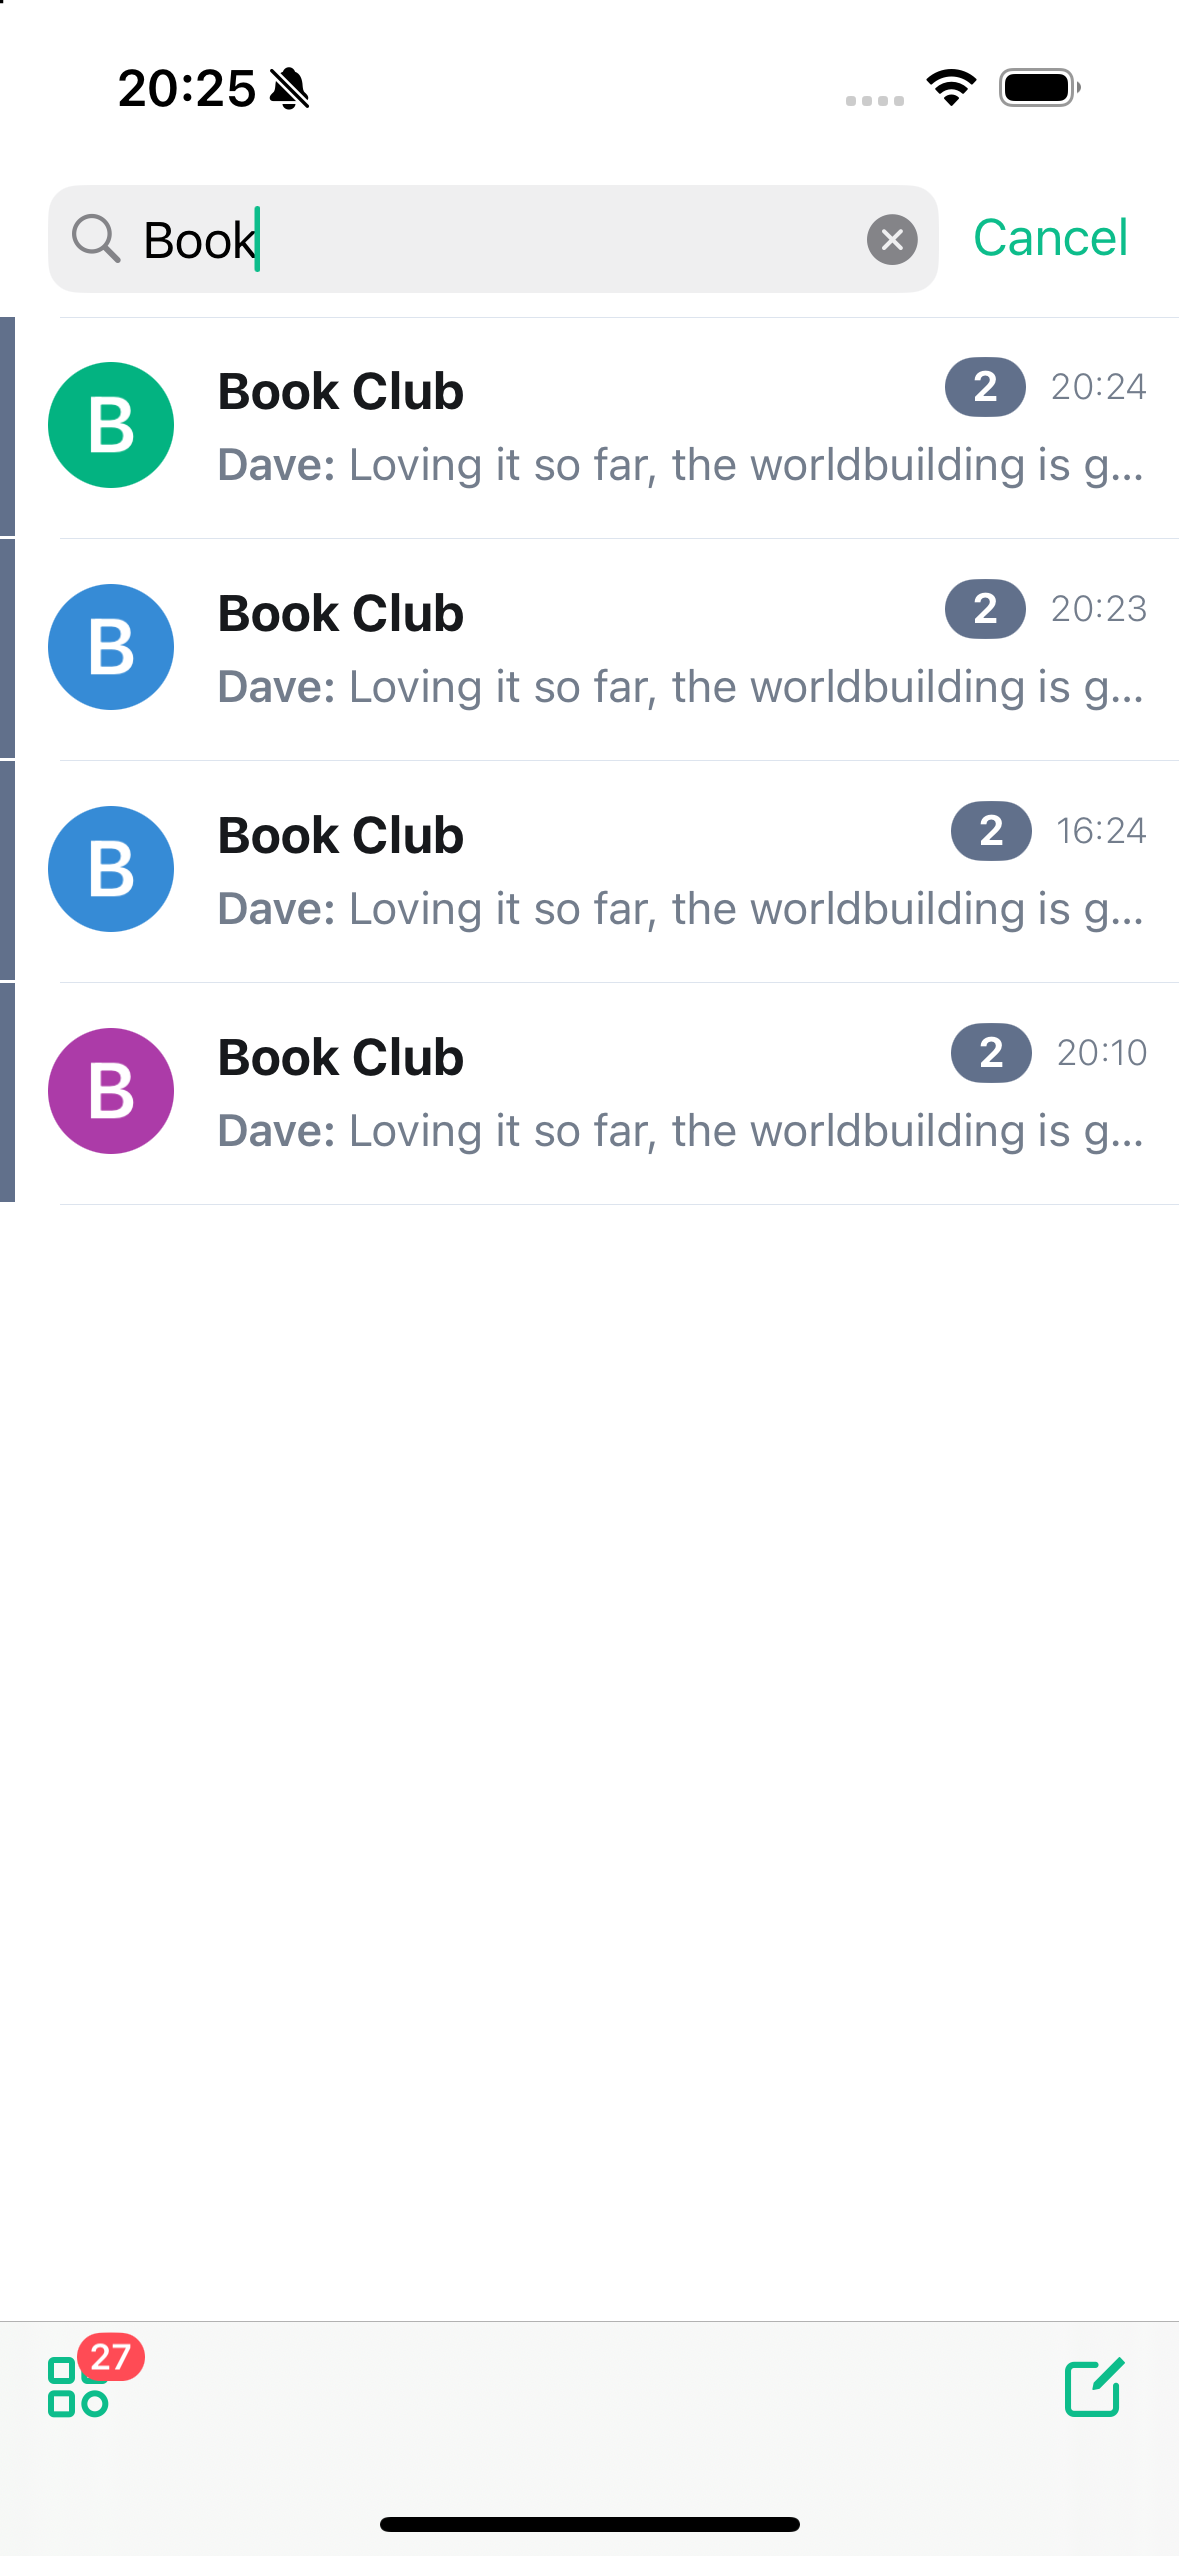 20:25
Book
Cancel
B
Book Club
2
20:24
Dave: Loving it so far, the worldbuilding is g...
B
Book Club
2
20:23
Dave: Loving it so far, the worldbuilding is g...
B
Book Club
2
16:24
Dave: Loving it so far, the worldbuilding is g...
B
Book Club
2
20:10
Dave: Loving it so far, the worldbuilding is g...
27